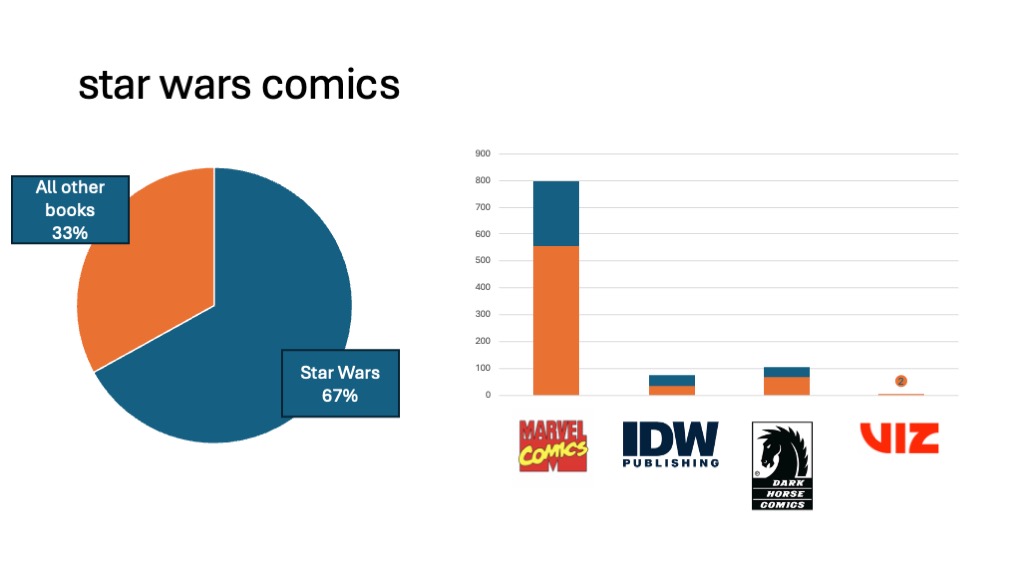 star wars comics
All other
books
33%
Star Wars
67%
900
800
700
600
500
400
300
200
100
0
2
MARVEL
COMICS
M
IDW
PUBLISHING
®
DARK
HORSE
COMICS
VIZ